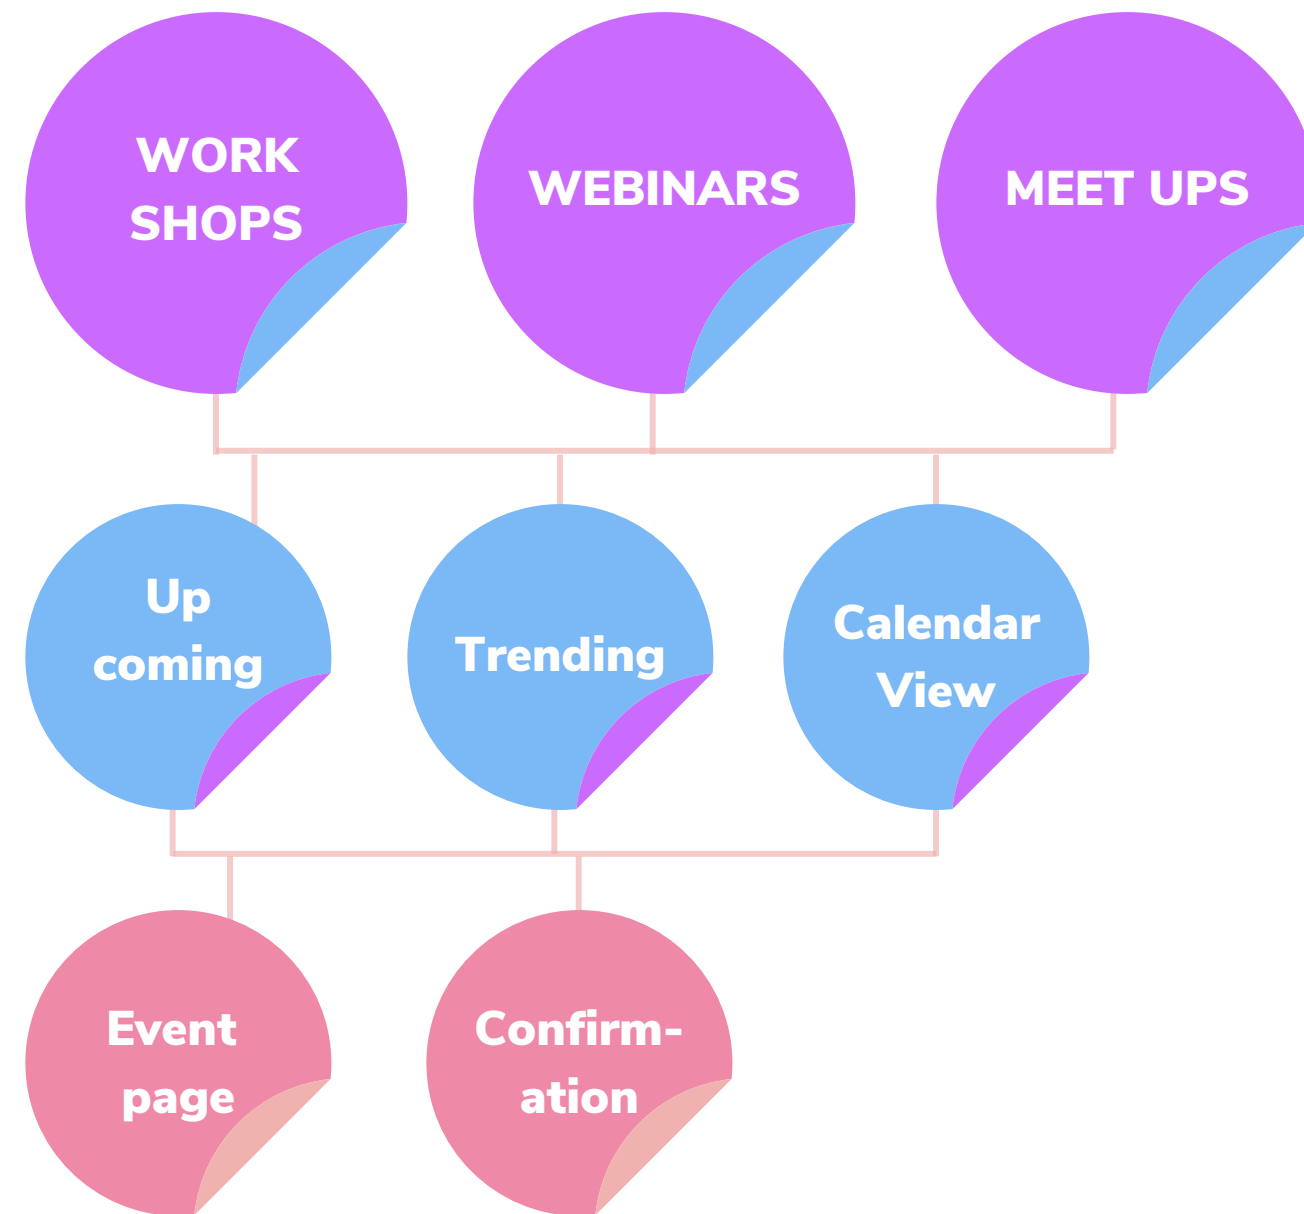 WORK
SHOPS
WEBINARS
MEET UPS
Up
coming
Trending
Calendar
View
Event
page
Confirm-
ation